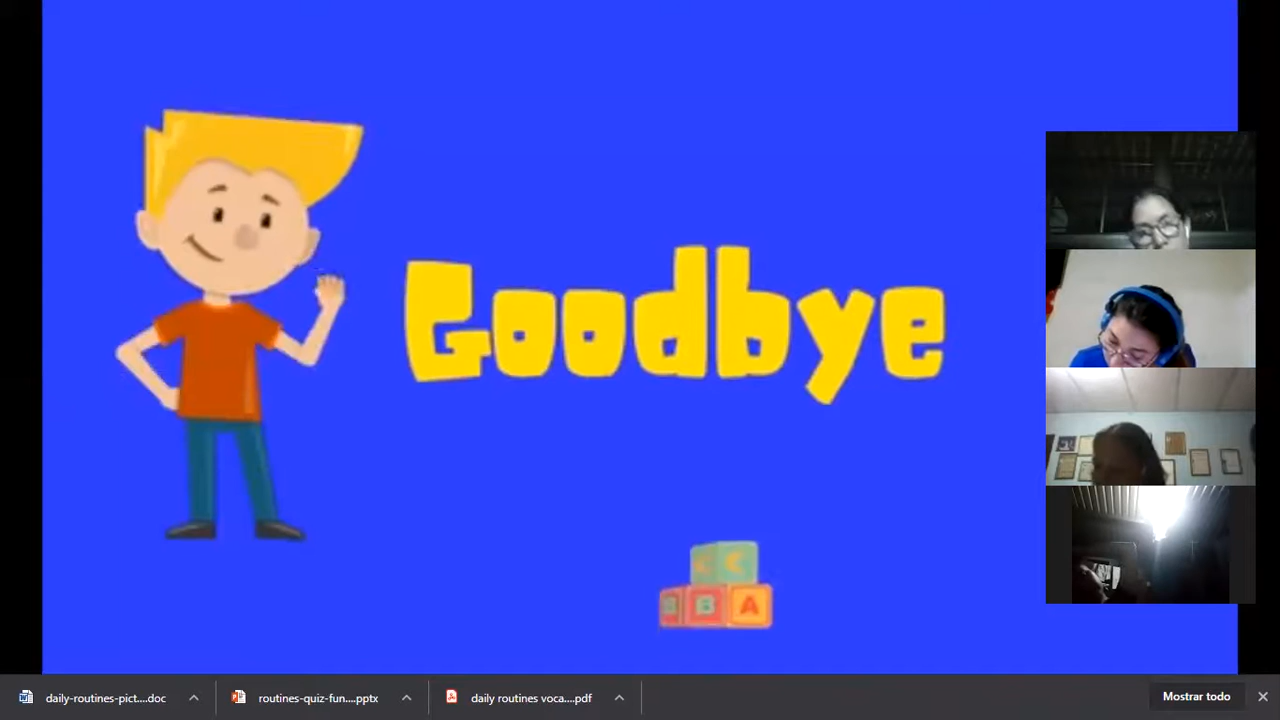 Goodbye
C
B A
daily-routines-pict....doc
routines-quiz-fun....pptx
daily routines voca....pdf
Mostrar todo